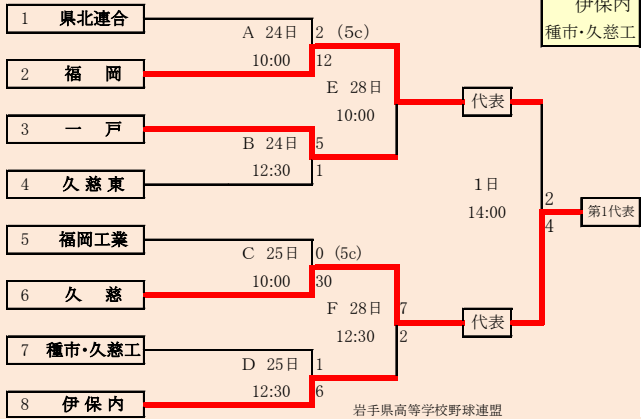 伊保内
種市・久慈工
1 県北連合
A 24日 2 (5c)
10:00 12
2 福 岡
E 28日
10:00
代表
3 一 戸
B 24日 5
12:30 1
4 久慈東
1日
14:00
2
4
第1代表
5 福岡工業
C 25日 0 (5c)
10:00 30
6 久 慈
F 28日 7
12:30 2
代表
7 種市・久慈工
D 25日 1
12:30 6
8 伊保内
岩手県高等学校野球連盟